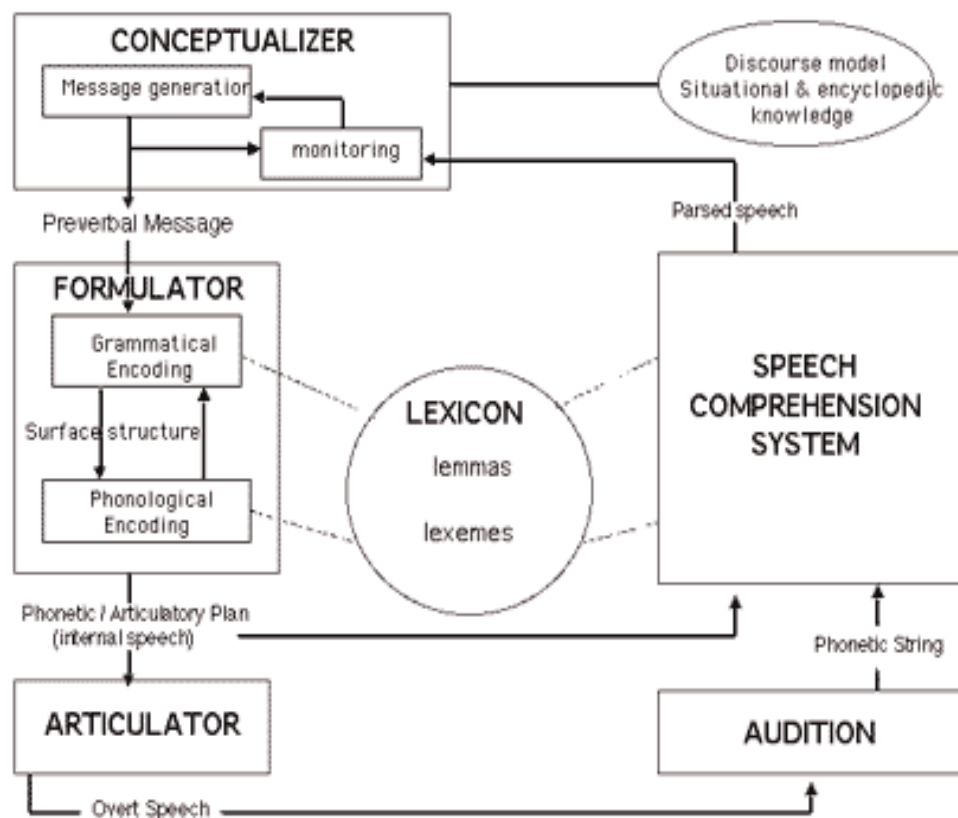 CONCEPTUALIZER
Message generation
monitoring
Discourse model
Situational & encyclopedic
knowledge
Parsed speech
Preverbal Message
FORMULATOR
Grammatical
Encoding
Surface structure
Phonological
Encoding
LEXICON
lemmas
lexemes
SPEECH
COMPREHENSION
SYSTEM
Phonetic / Articulatory Plan
(internal speech)
Phonetic String
ARTICULATOR
AUDITION
Overt Speech